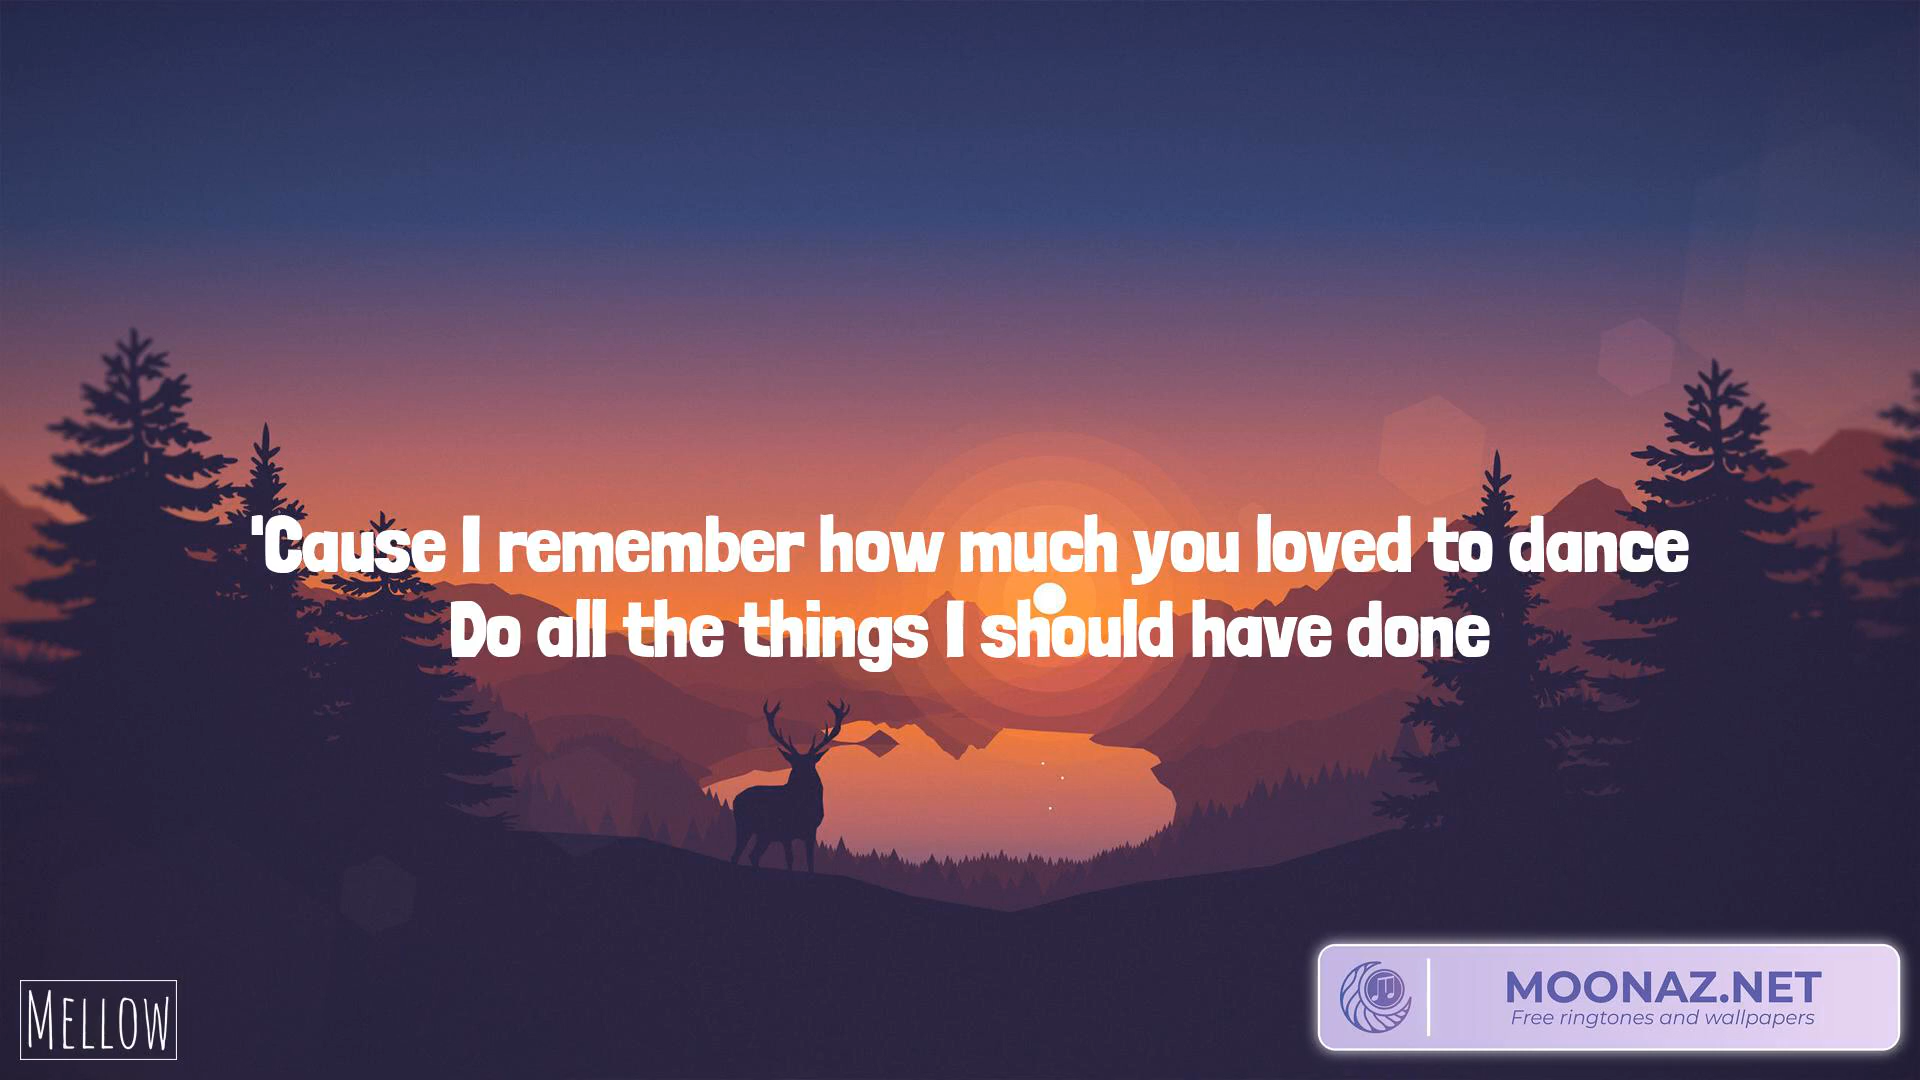 'Cause I remember how much you loved to dance
Do all the things I should have done
MELLOW
MOONAZ.NET
Free ringtones and wallpapers